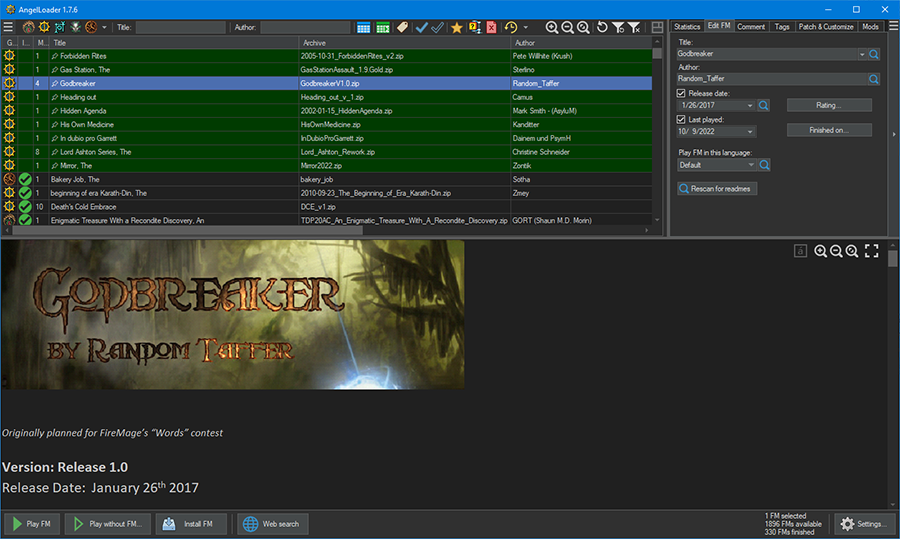 AngelLoader 1.7.6
Title:
Author:
G...
I...
M...
Title
Archive
Author
1 Forbidden Rites 2005-10-31_ForbiddenRites_v2.zip Pete Willhite (Krush)
1 Gas Station, The GasStationAssault_1.9.Gold.zip Sterlino
4 Godbreaker GodbreakerV1.0.zip Random_Taffer
1 Heading out Heading_out_v_1.zip Camus
1 Hidden Agenda 2002-01-15_HiddenAgenda.zip Mark Smith - (AsyluM)
1 His Own Medicine HisOwnMedicine.zip Kanditter
1 In dubio pro Garrett InDubioProGarrett.zip Dainem und PsymH
8 Lord Ashton Series, The Lord_Ashton_Rework.zip Christine Schneider
1 Mirror, The Mirror2022.zip Zontik
1 Bakery Job, The bakery_job Sotha
1 beginning of era Karath-Din, The 2010-09-23_The_Beginning_of_Era_Karath-Din.zip Zmey
10 Death's Cold Embrace DCE_v1.zip
1 Enigmatic Treasure With a Recondite Discovery, An TDP20AC_An_Enigmatic_Treasure_With_A_Recondite_Discovery.zip GORT (Shaun M.D. Morin)
Statistics
Edit FM
Comment
Tags
Patch & Customize
Mods
Title:
Godbreaker
Author:
Random_Taffer
Release date:
1/26/2017
Rating...
Last played:
10/ 9/2022
Finished on...
Play FM in this language:
Default
Rescan for readmes
GODBREAKER
BY RANDOM TAFFER
Originally planned for FireMage's “Words” contest
Version: Release 1.0
Release Date: January 26th 2017
Play FM
Play without FM...
Install FM
Web search
1 FM selected
1896 FMs available
330 FMs finished
Settings...